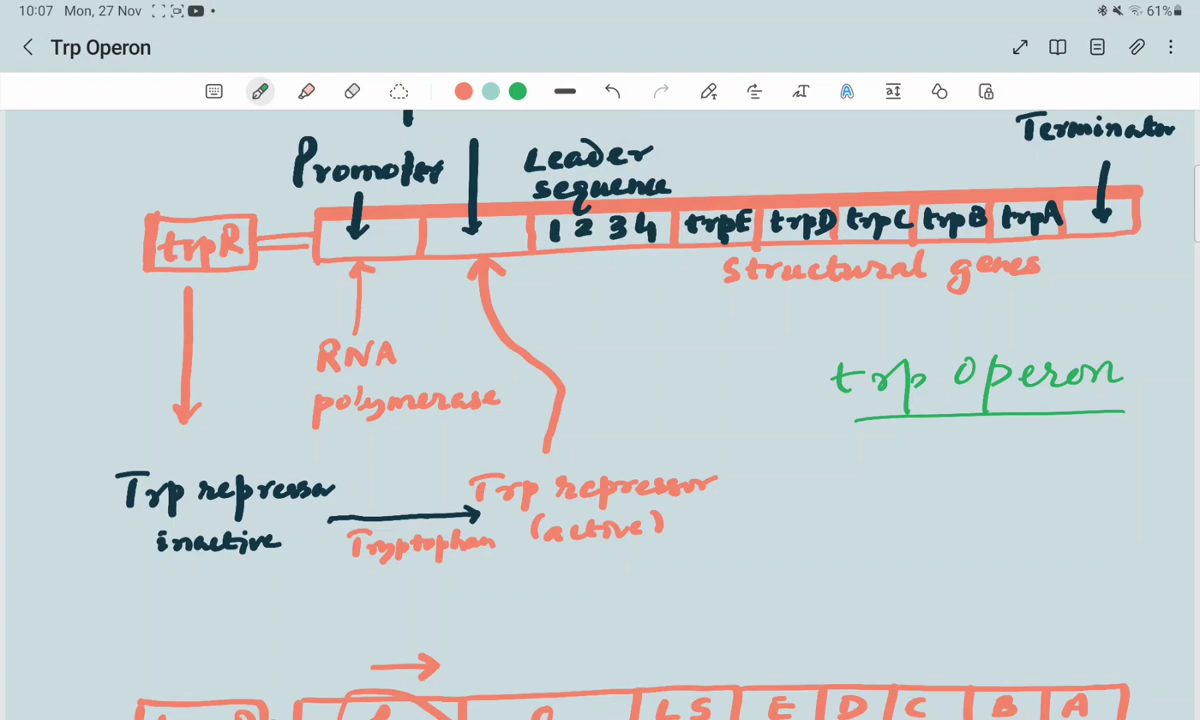 10:07 Mon, 27 Nov
61%
Trp Operon
Terminator
Promoter
Leader
sequence
trpR
1 2 3 4 trpE trpD trpC trpB trpA
Structural genes
RNA
polymerase
trp operon
Trp repressor
inactive
Tryptophan
Trp repressor
(active)
LS E D C B A